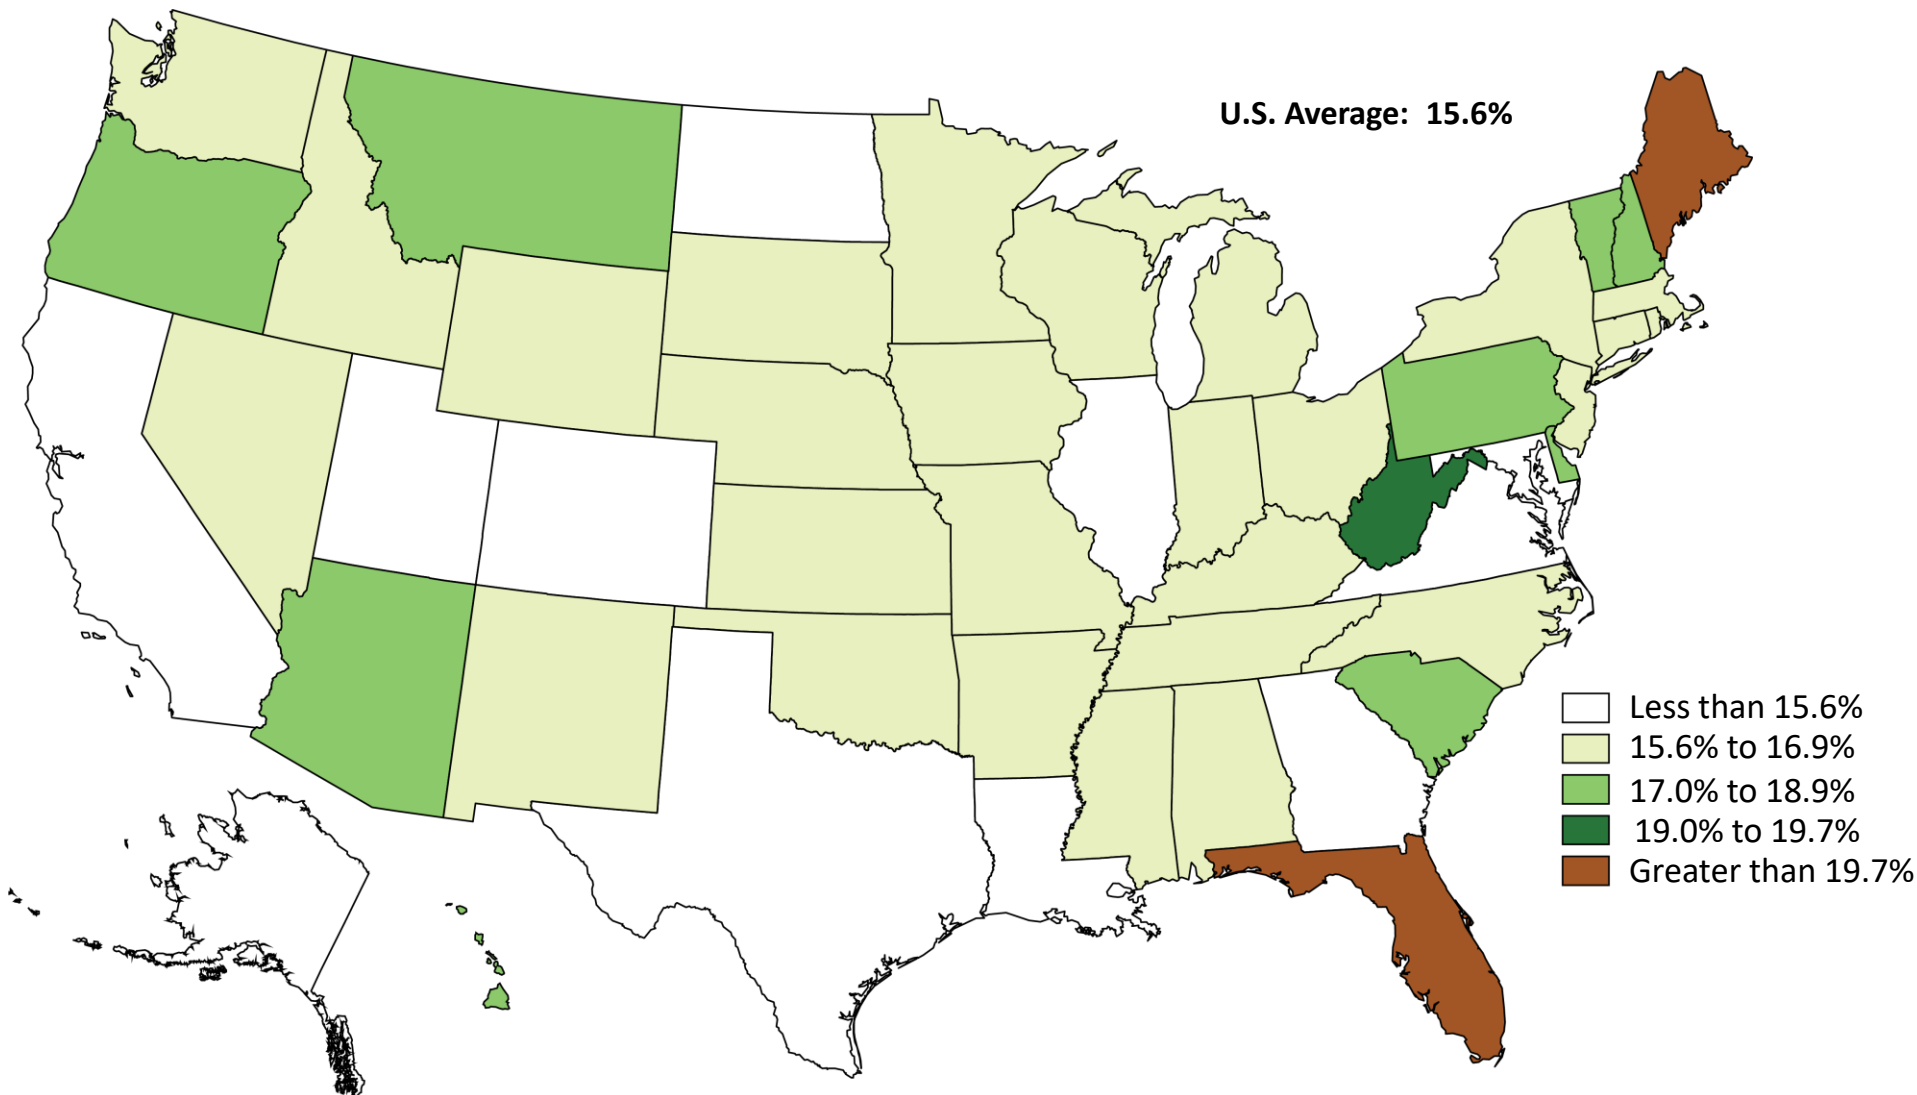 U.S. Average: 15.6%
Less than 15.6%
15.6% to 16.9%
17.0% to 18.9%
19.0% to 19.7%
Greater than 19.7%